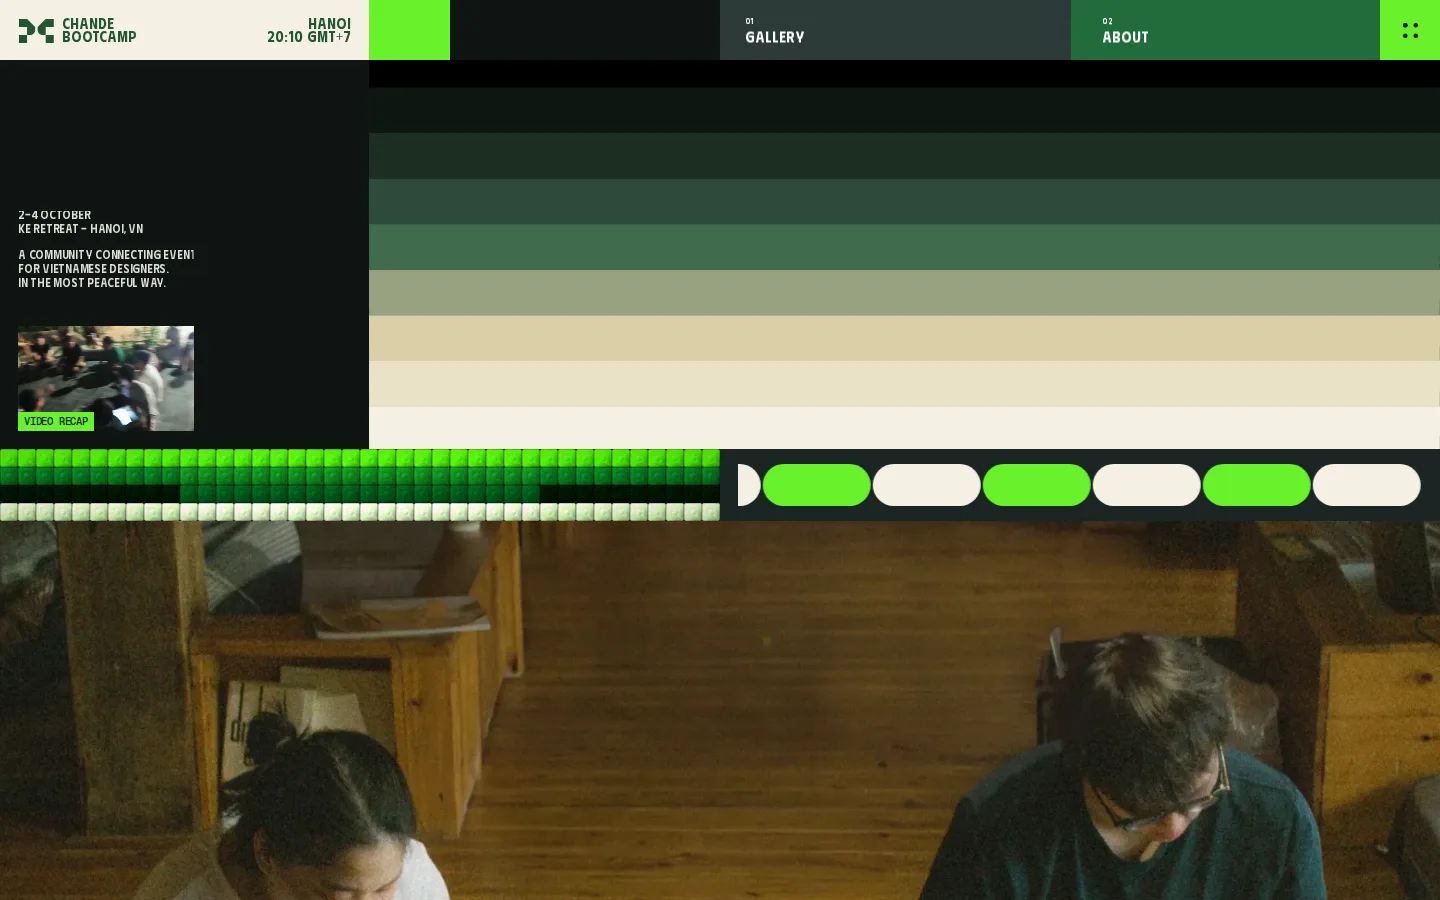 CHANDE
BOOTCAMP
HANOI
20:10 GMT+7
01
GALLERY
02
ABOUT
2–4 OCTOBER
KE RETREAT – HANOI, VN
A COMMUNITY CONNECTING EVENT
FOR VIETNAMESE DESIGNERS.
IN THE MOST PEACEFUL WAY.
VIDEO RECAP